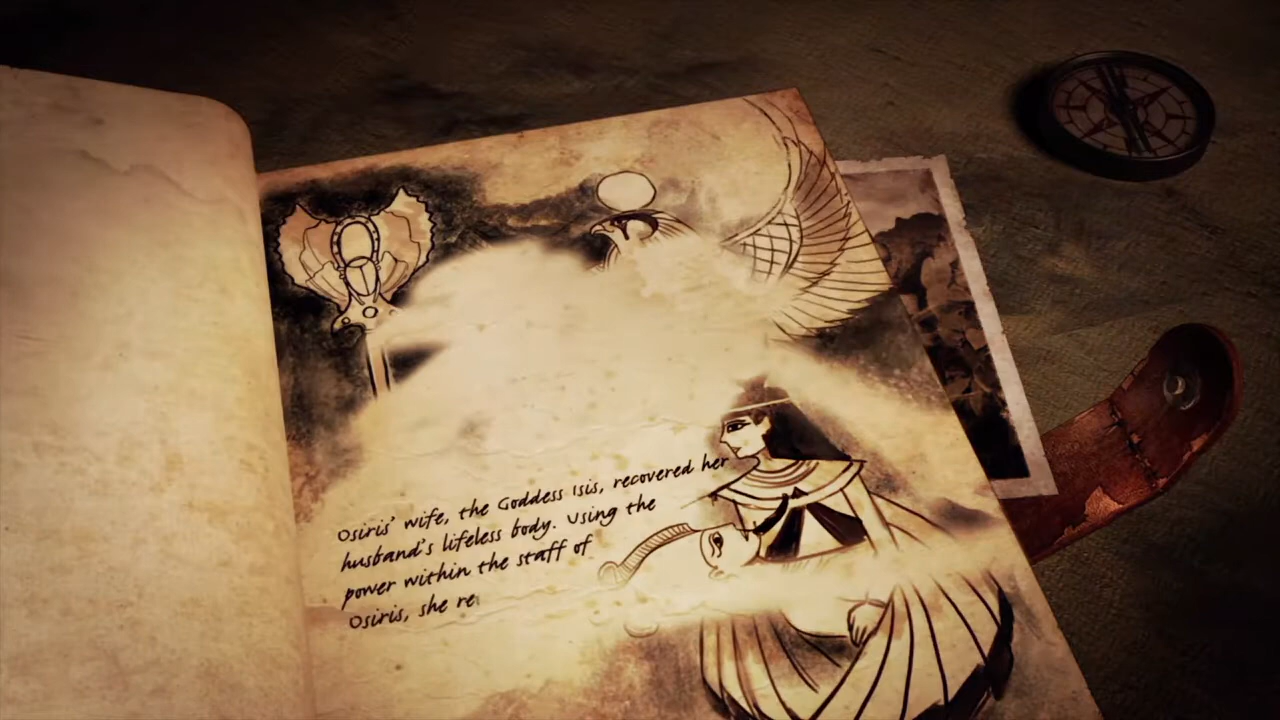 Osiris' wife, the Goddess Isis, recovered her
husband's lifeless body. Using the
power within the staff of
Osiris, she re